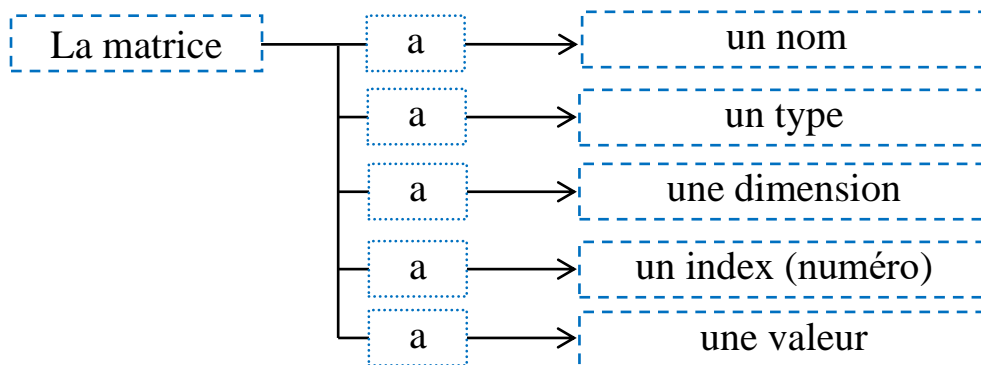 La matrice a un nom
a un type
a une dimension
a un index (numéro)
a une valeur